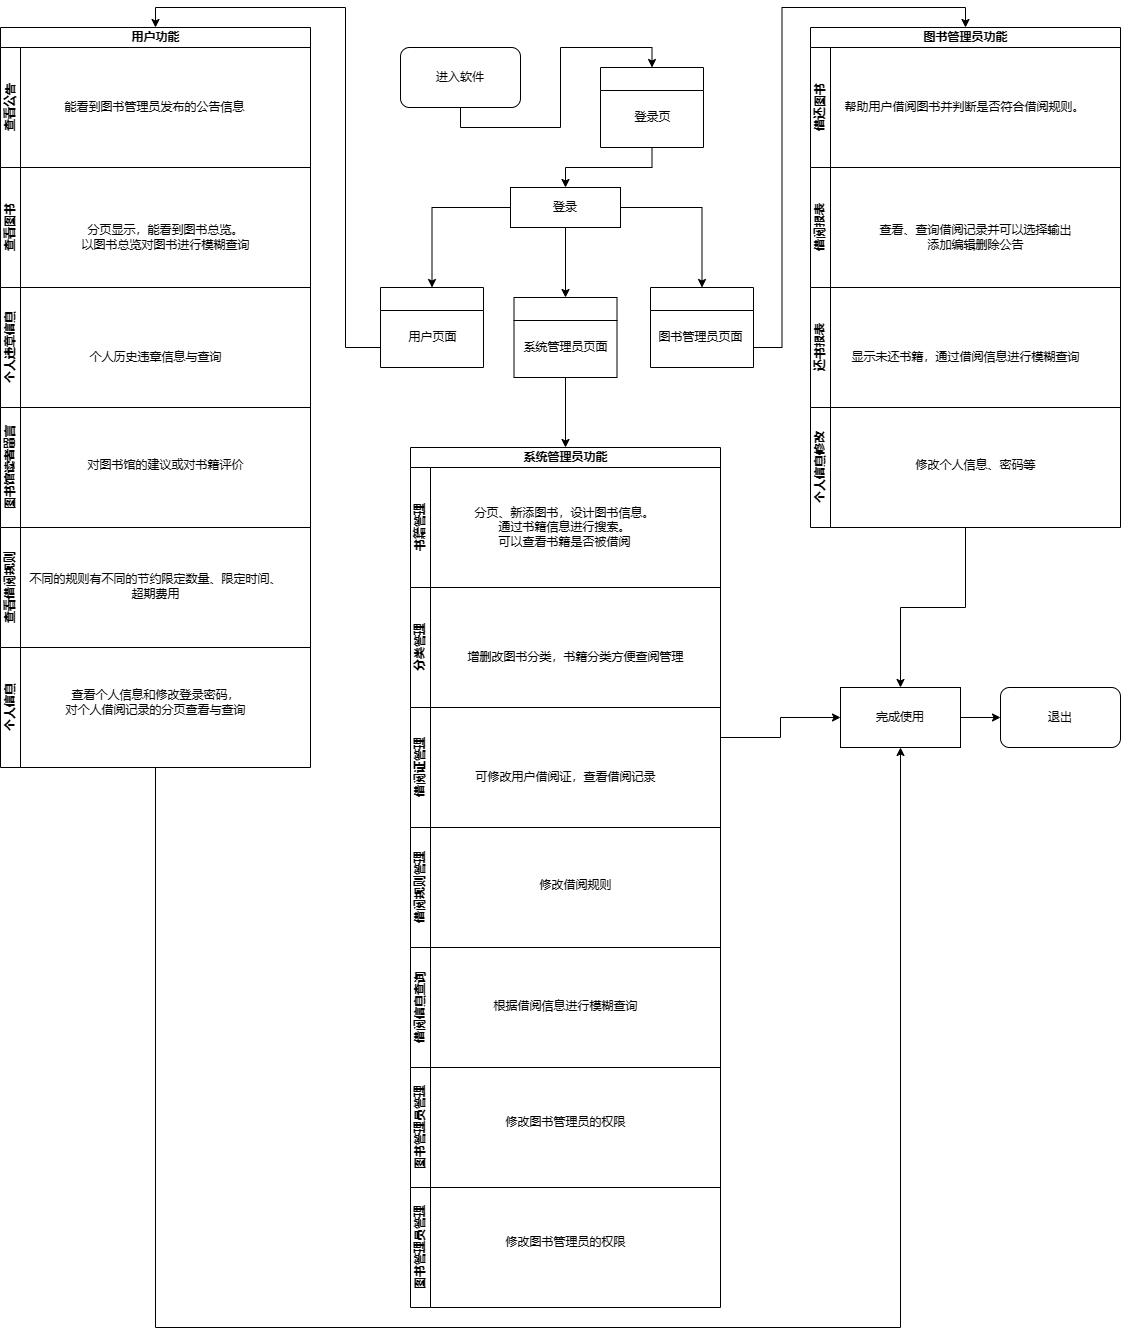 用户功能
查看公告
能看到图书管理员发布的公告信息
查看图书
分页显示，能看到图书总览。
以图书总览对图书进行模糊查询
个人违章信息
个人历史违章信息与查询
图书馆读者留言
对图书馆的建议或对书籍评价
查看借阅规则
不同的规则有不同的节约限定数量、限定时间、
超期费用
个人信息
查看个人信息和修改登录密码，
对个人借阅记录的分页查看与查询
进入软件
登录页
登录
用户页面
系统管理员页面
图书管理员页面
系统管理员功能
书籍管理
分页、新添图书，设计图书信息。
通过书籍信息进行搜索。
可以查看书籍是否被借阅
分类管理
增删改图书分类，书籍分类方便查阅管理
借阅证管理
可修改用户借阅证，查看借阅记录
借阅规则管理
修改借阅规则
借阅信息查询
根据借阅信息进行模糊查询
图书管理员管理
修改图书管理员的权限
图书管理员管理
修改图书管理员的权限
图书管理员功能
借还图书
帮助用户借阅图书并判断是否符合借阅规则。
借阅报表
查看、查询借阅记录并可以选择输出
添加编辑删除公告
还书报表
显示未还书籍，通过借阅信息进行模糊查询
个人信息修改
修改个人信息、密码等
完成使用
退出